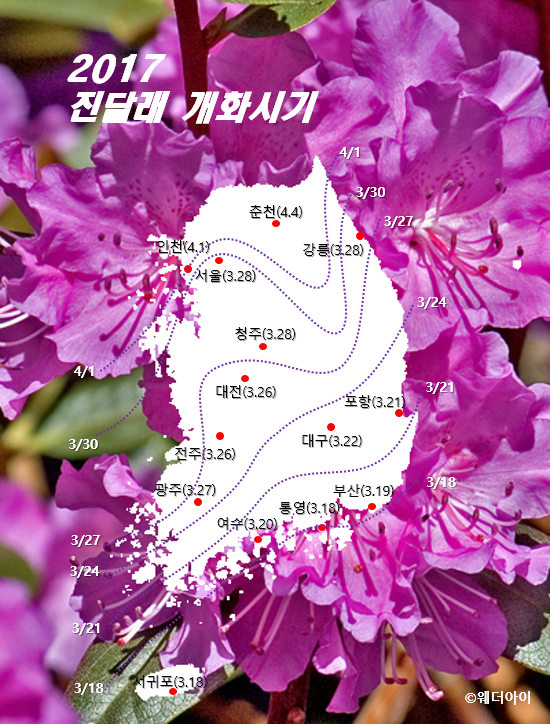 2017
진달래 개화시기
4/1
3/30
춘천(4.4)
3/27
인천(4.1)
강릉(3.28)
서울(3.28)
3/24
청주(3.28)
4/1
3/21
대전(3.26)
포항(3.21)
대구(3.22)
3/30
전주(3.26)
3/18
광주(3.27)
부산(3.19)
통영(3.18)
여수(3.20)
3/27
3/24
3/21
서귀포(3.18)
3/18
©웨더아이